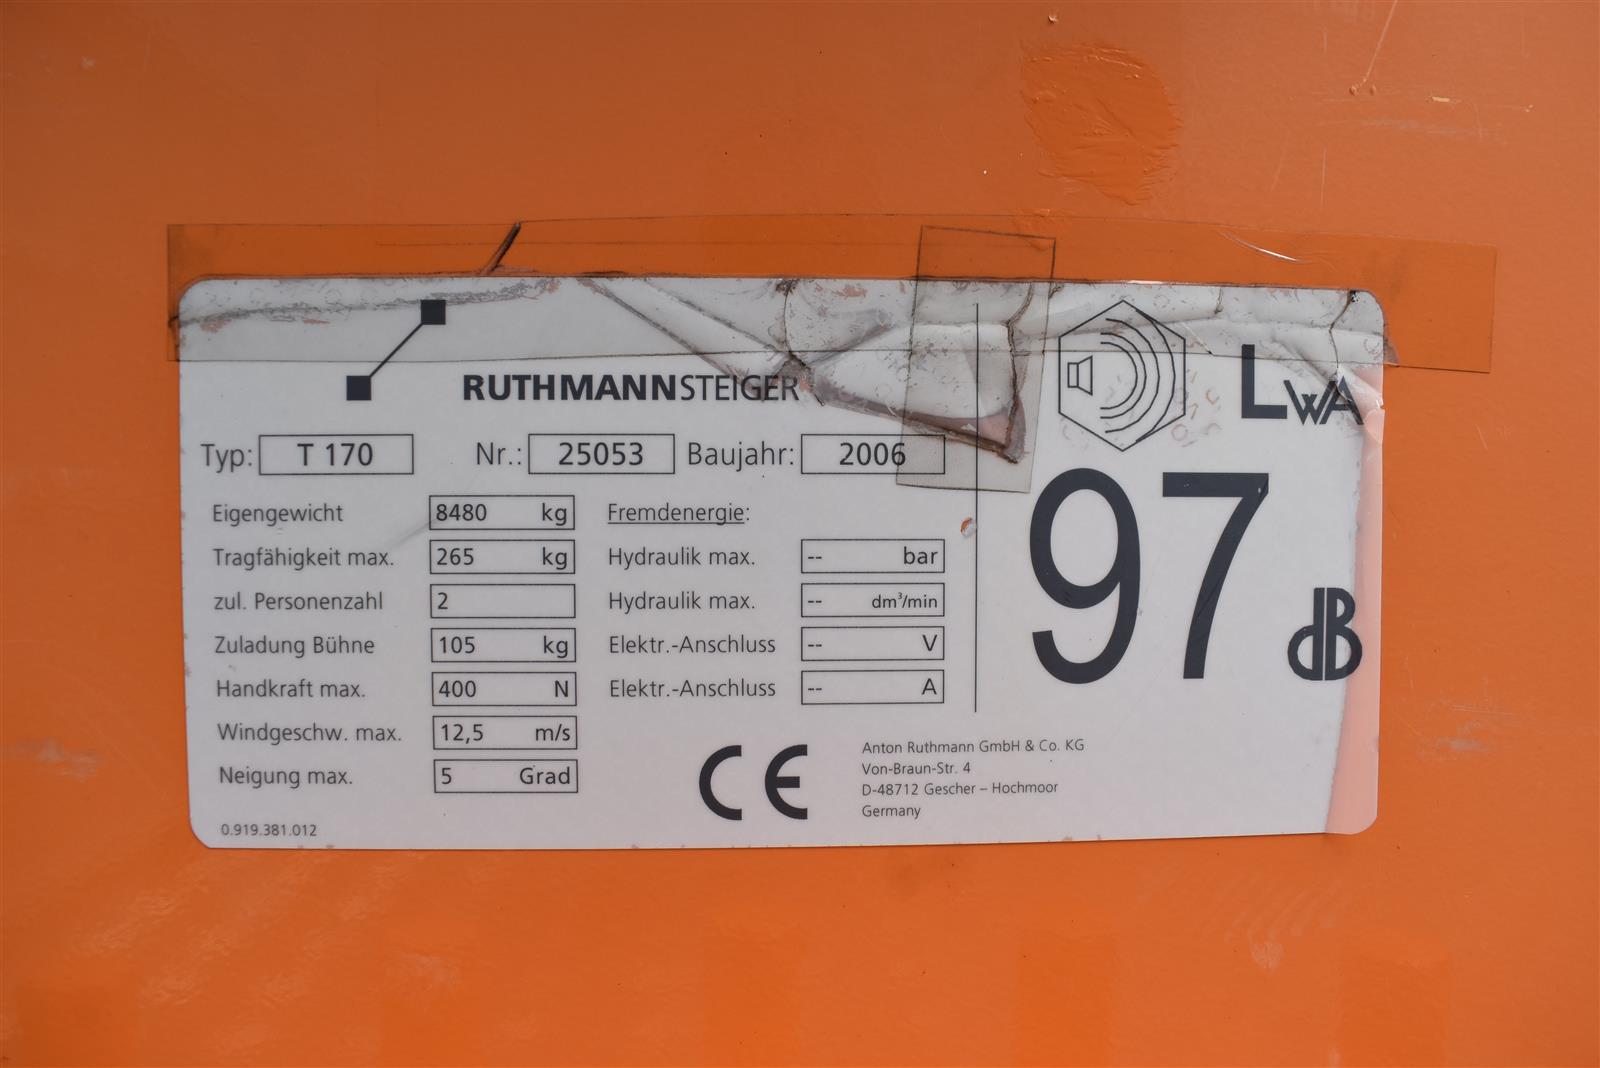 RUTHMANNSTEIGER
Typ: T 170 Nr.: 25053 Baujahr: 2006
Eigengewicht 8480 kg
Tragfähigkeit max. 265 kg
zul. Personenzahl 2
Zuladung Bühne 105 kg
Handkraft max. 400 N
Windgeschw. max. 12,5 m/s
Neigung max. 5 Grad
0.919.381.012
Fremdenergie:
Hydraulik max. -- bar
Hydraulik max. -- dm³/min
Elektr.-Anschluss -- V
Elektr.-Anschluss -- A
CE
Anton Ruthmann GmbH & Co. KG
Von-Braun-Str. 4
D-48712 Gescher – Hochmoor
Germany
LWA
97 dB